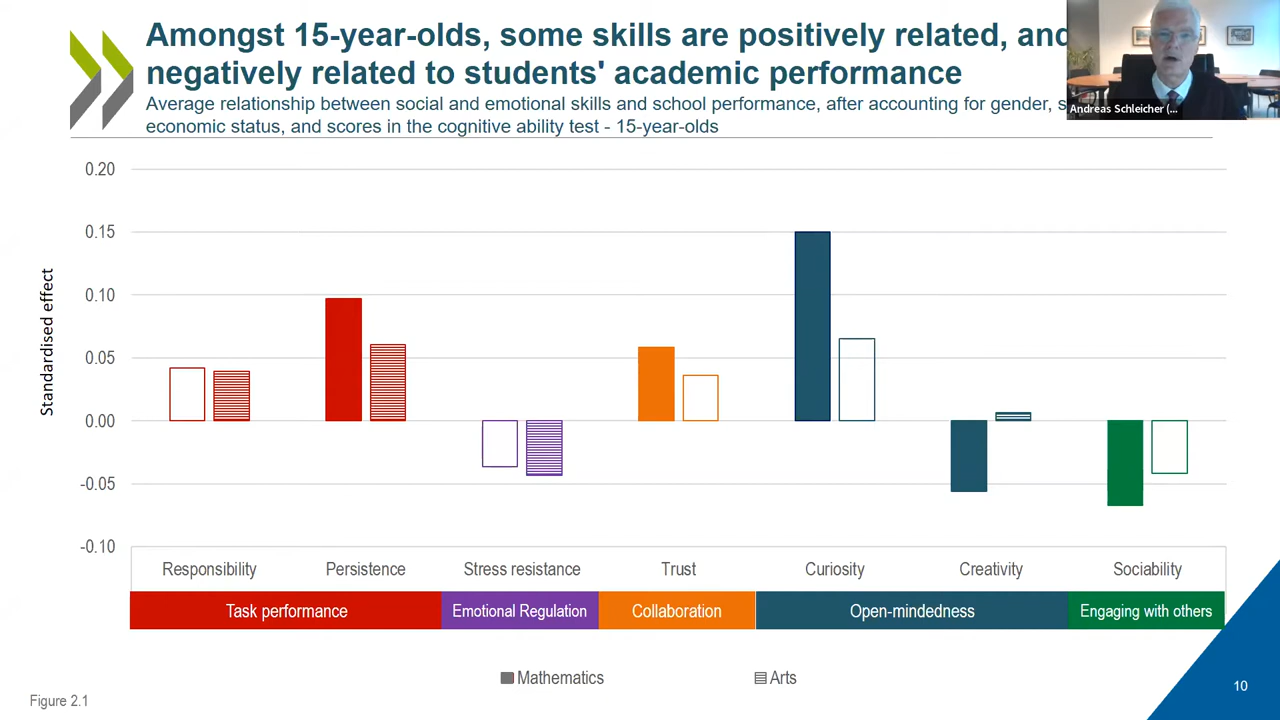 Amongst 15-year-olds, some skills are positively related, and
negatively related to students' academic performance
Average relationship between social and emotional skills and school performance, after accounting for gender,
economic status, and scores in the cognitive ability test - 15-year-olds
Andreas Schleicher (...
Standardised effect
0.20
0.15
0.10
0.05
0.00
-0.05
-0.10
Responsibility Persistence Stress resistance Trust Curiosity Creativity Sociability
Task performance Emotional Regulation Collaboration Open-mindedness Engaging with others
Mathematics Arts
Figure 2.1
10